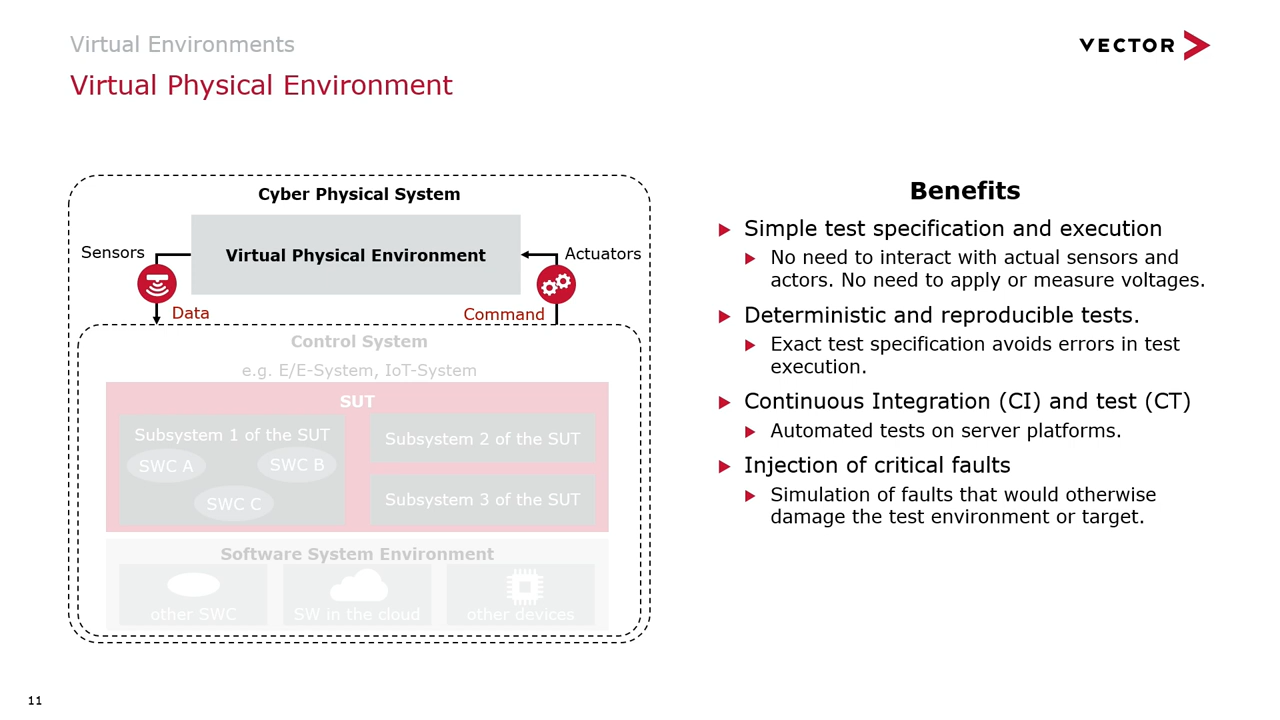 Virtual Environments
VECTOR
Virtual Physical Environment
Cyber Physical System
Sensors
Virtual Physical Environment
Actuators
Data
Command
Control System
e.g. E/E-System, IoT-System
SUT
Subsystem 1 of the SUT
SWC A
SWC B
SWC C
Subsystem 2 of the SUT
Subsystem 3 of the SUT
Software System Environment
other SWC
SW in the cloud
other devices
Benefits
Simple test specification and execution
No need to interact with actual sensors and
actors. No need to apply or measure voltages.
Deterministic and reproducible tests.
Exact test specification avoids errors in test
execution.
Continuous Integration (CI) and test (CT)
Automated tests on server platforms.
Injection of critical faults
Simulation of faults that would otherwise
damage the test environment or target.
11